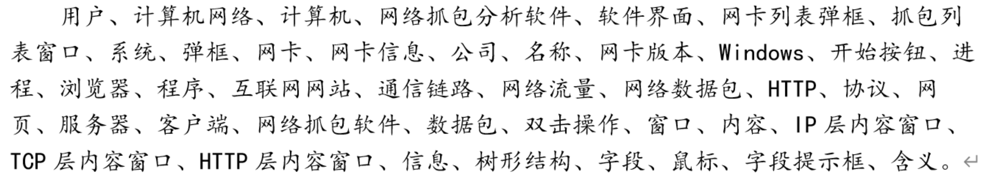 用户、计算机网络、计算机、网络抓包分析软件、软件界面、网卡列表弹框、抓包列
表窗口、系统、弹框、网卡、网卡信息、公司、名称、网卡版本、Windows、开始按钮、进
程、浏览器、程序、互联网网站、通信链路、网络流量、网络数据包、HTTP、协议、网
页、服务器、客户端、网络抓包软件、数据包、双击操作、窗口、内容、IP 层内容窗口、
TCP 层内容窗口、HTTP 层内容窗口、信息、树形结构、字段、鼠标、字段提示框、含义。↵